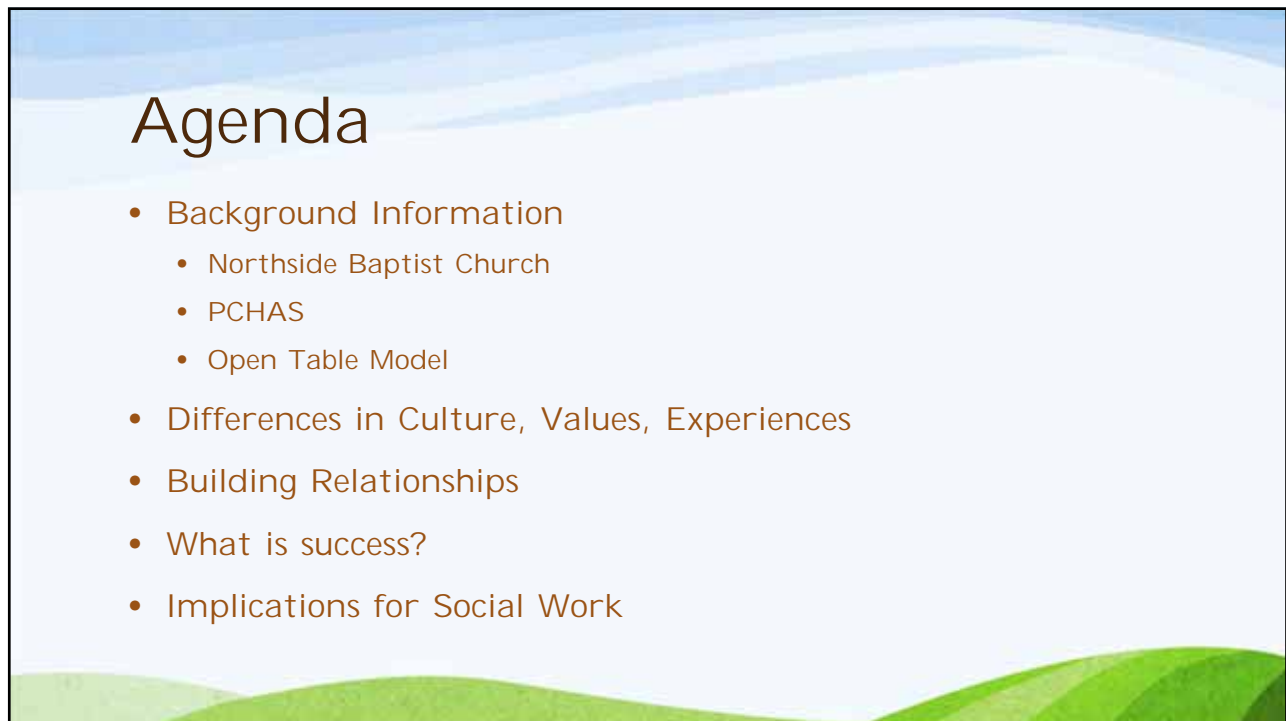 Agenda
• Background Information
• Northside Baptist Church
• PCHAS
• Open Table Model
• Differences in Culture, Values, Experiences
• Building Relationships
• What is success?
• Implications for Social Work